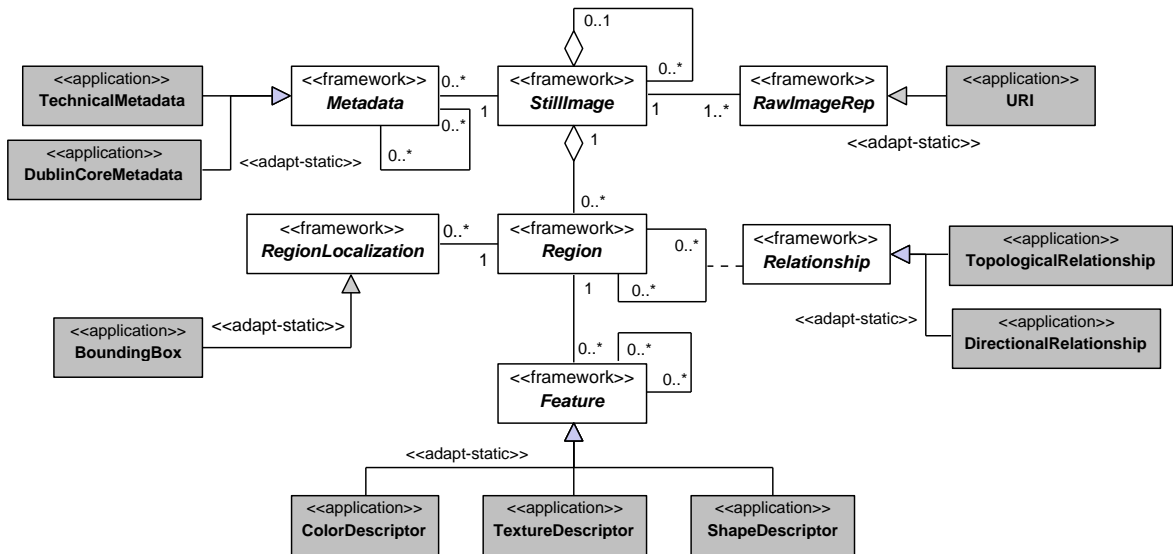 0..1
0..*
<<application>>
TechnicalMetadata
<<framework>>
Metadata
0..*
1
<<framework>>
StillImage
1
1..*
<<framework>>
RawImageRep
<<application>>
URI
0..*
0..*
1
<<adapt-static>>
<<application>>
DublinCoreMetadata
<<adapt-static>>
0..*
<<framework>>
RegionLocalization
0..*
1
<<framework>>
Region
0..*
0..*
1
<<framework>>
Relationship
<<application>>
TopologicalRelationship
<<adapt-static>>
<<application>>
BoundingBox
<<adapt-static>>
<<application>>
DirectionalRelationship
0..*
0..*
0..*
<<framework>>
Feature
<<adapt-static>>
<<application>>
ColorDescriptor
<<application>>
TextureDescriptor
<<application>>
ShapeDescriptor